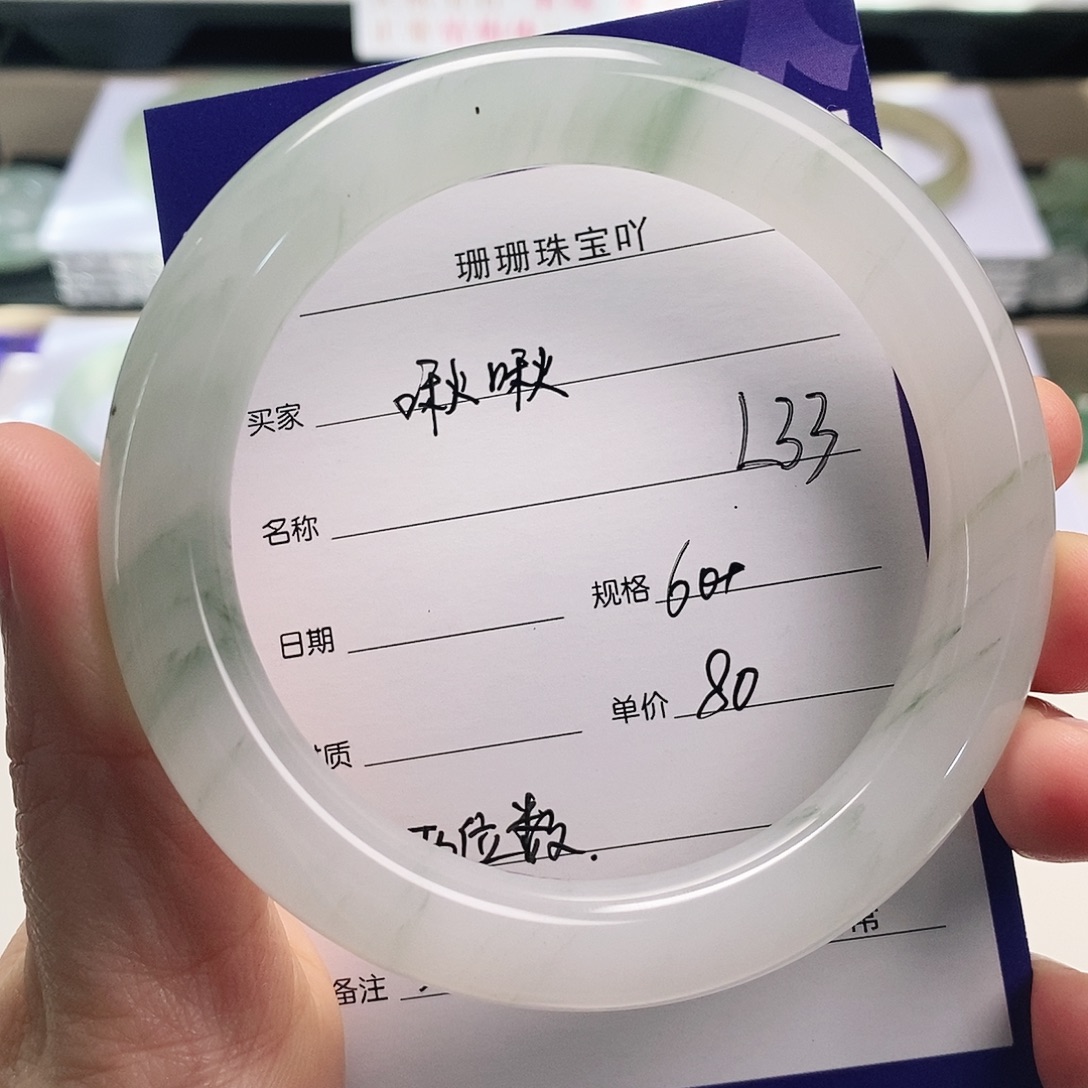 珊珊珠宝吖
买家 啾啾
L33
名称
规格 60+
日期
单价 80
质
位数.
备注